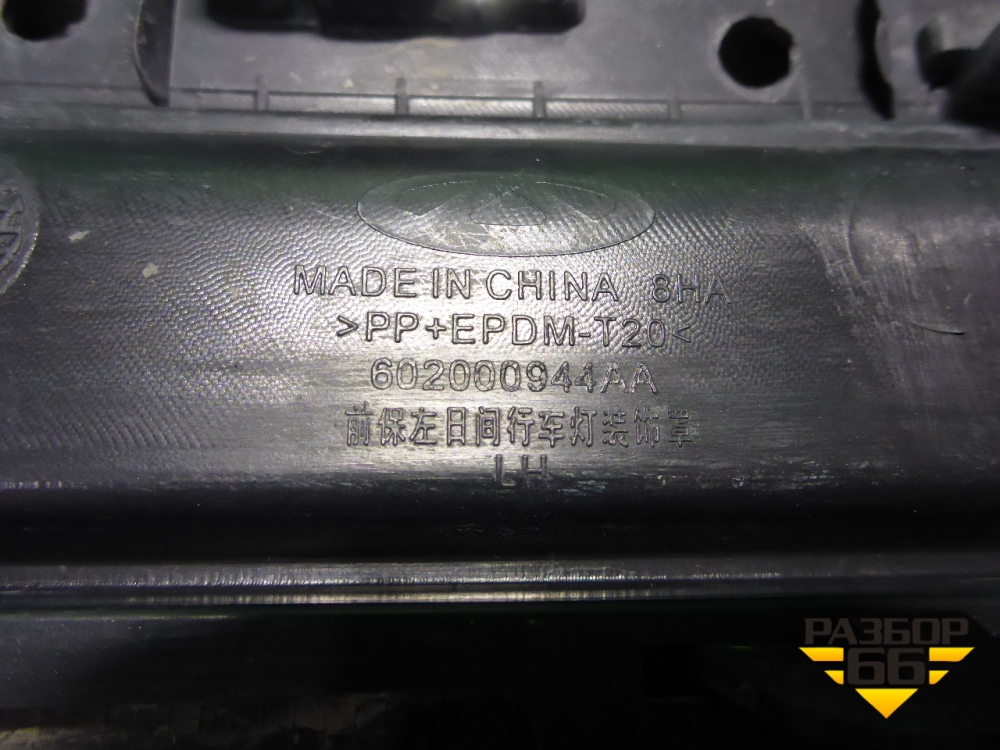 MADE IN CHINA 8HA
>PP+EPDM-T20<
602000944AA
前保左日间行车灯装饰罩
LH
РАЗБОР
66